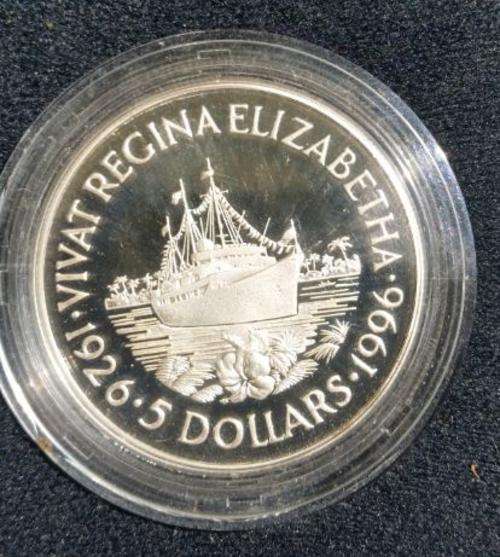 ·VIVAT REGINA ELIZABETHA·
1926·5 DOLLARS·1996